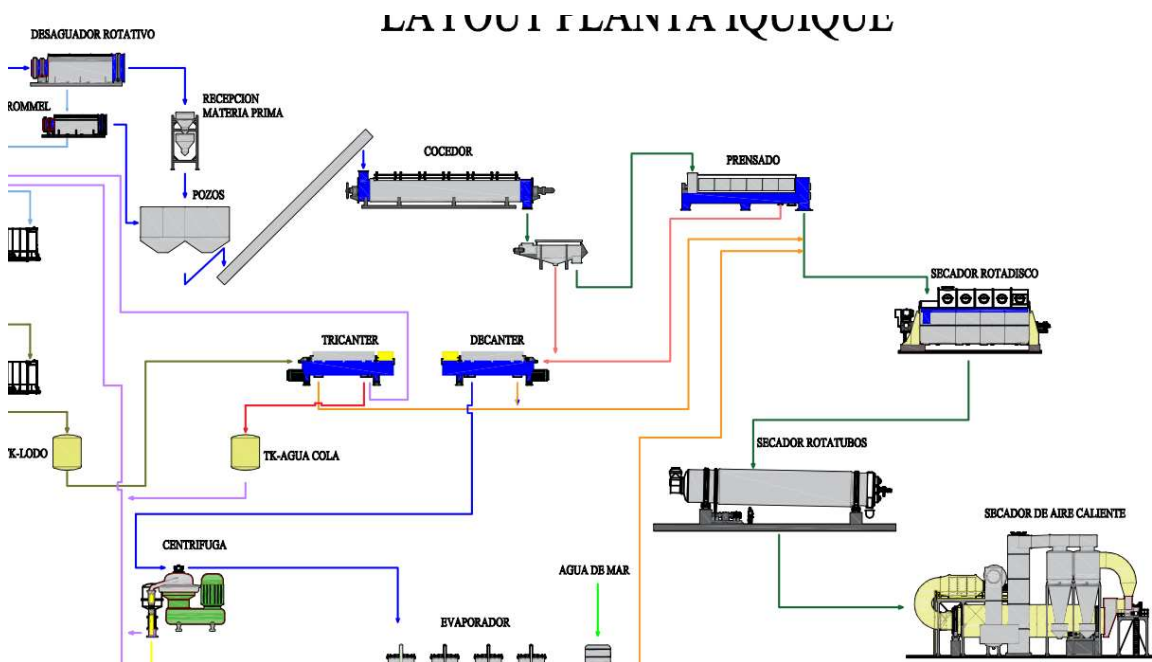 LAYOUT PLANTA IQUIQUE
DESAGUADOR ROTATIVO
RECEPCION
MATERIA PRIMA
ROMMEL
COCEDOR
PRENSADO
POZOS
SECADOR ROTADISCO
TRICANTER
DECANTER
SECADOR ROTATUBOS
TK-LODO
TK-AGUA COLA
SECADOR DE AIRE CALIENTE
CENTRIFUGA
AGUA DE MAR
EVAPORADOR